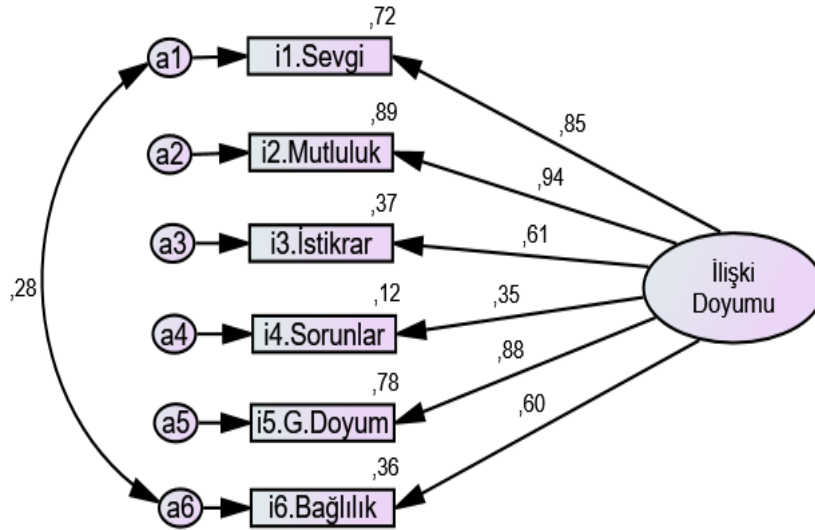 ,72
a1
i1.Sevgi
,85
,89
a2
i2.Mutluluk
,94
,37
a3
i3.İstikrar
,61
İlişki
Doyumu
,28
,12
a4
i4.Sorunlar
,35
,78
a5
i5.G.Doyum
,88
,36
a6
i6.Bağlılık
,60